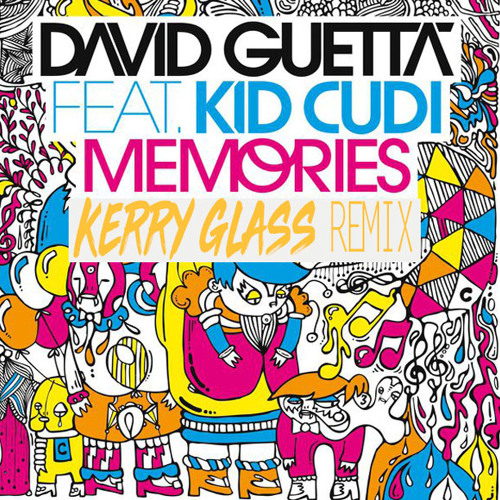 DAVID GUETTA
FEAT. KID CUDI
MEMORIES
KERRY GLASS REMIX
C
C